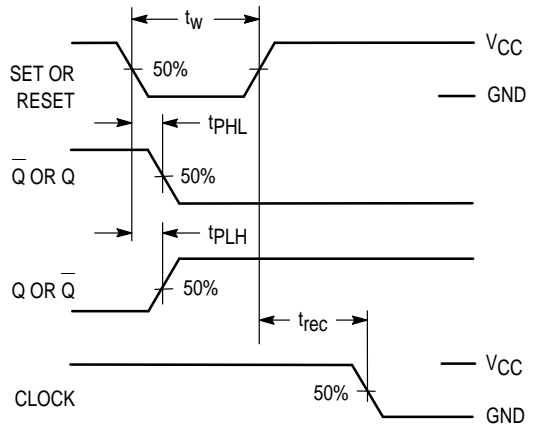 tw
VCC
50%
SET OR
RESET
GND
tPHL
Q̅ OR Q
50%
tPLH
Q OR Q̅
50%
trec
VCC
50%
CLOCK
GND